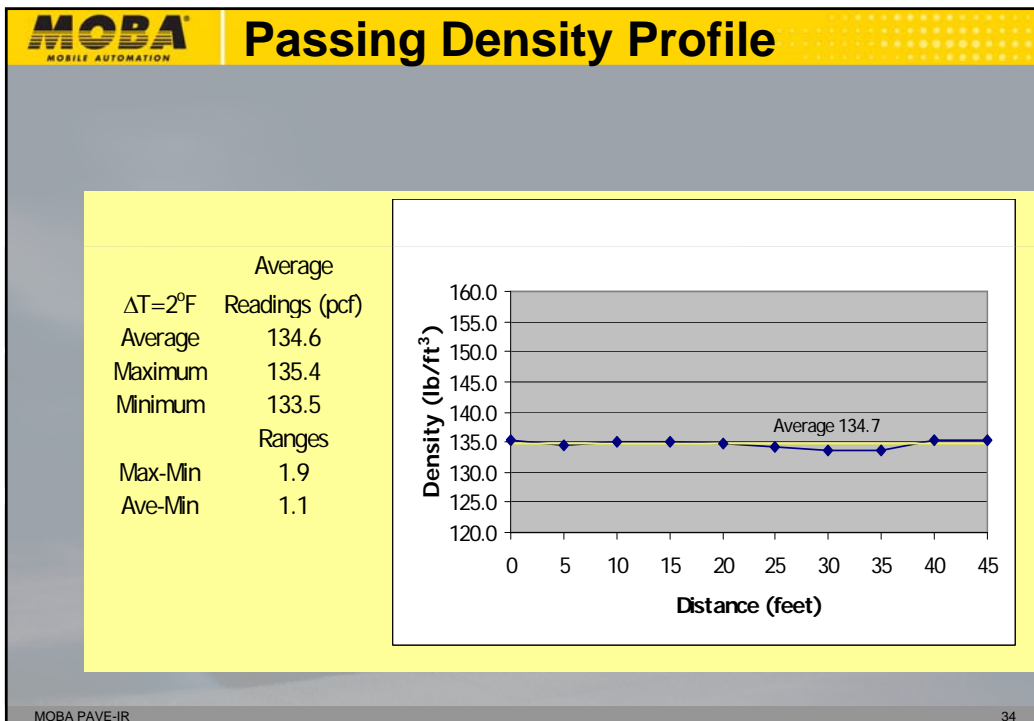 MOBA
MOBILE AUTOMATION
Passing Density Profile
Average
ΔT=2⁰F Readings (pcf)
Average 134.6
Maximum 135.4
Minimum 133.5
Ranges
Max-Min 1.9
Ave-Min 1.1
Density (lb/ft³)
160.0
155.0
150.0
145.0
140.0
135.0
130.0
125.0
120.0
Average 134.7
0 5 10 15 20 25 30 35 40 45
Distance (feet)
MOBA PAVE-IR 34